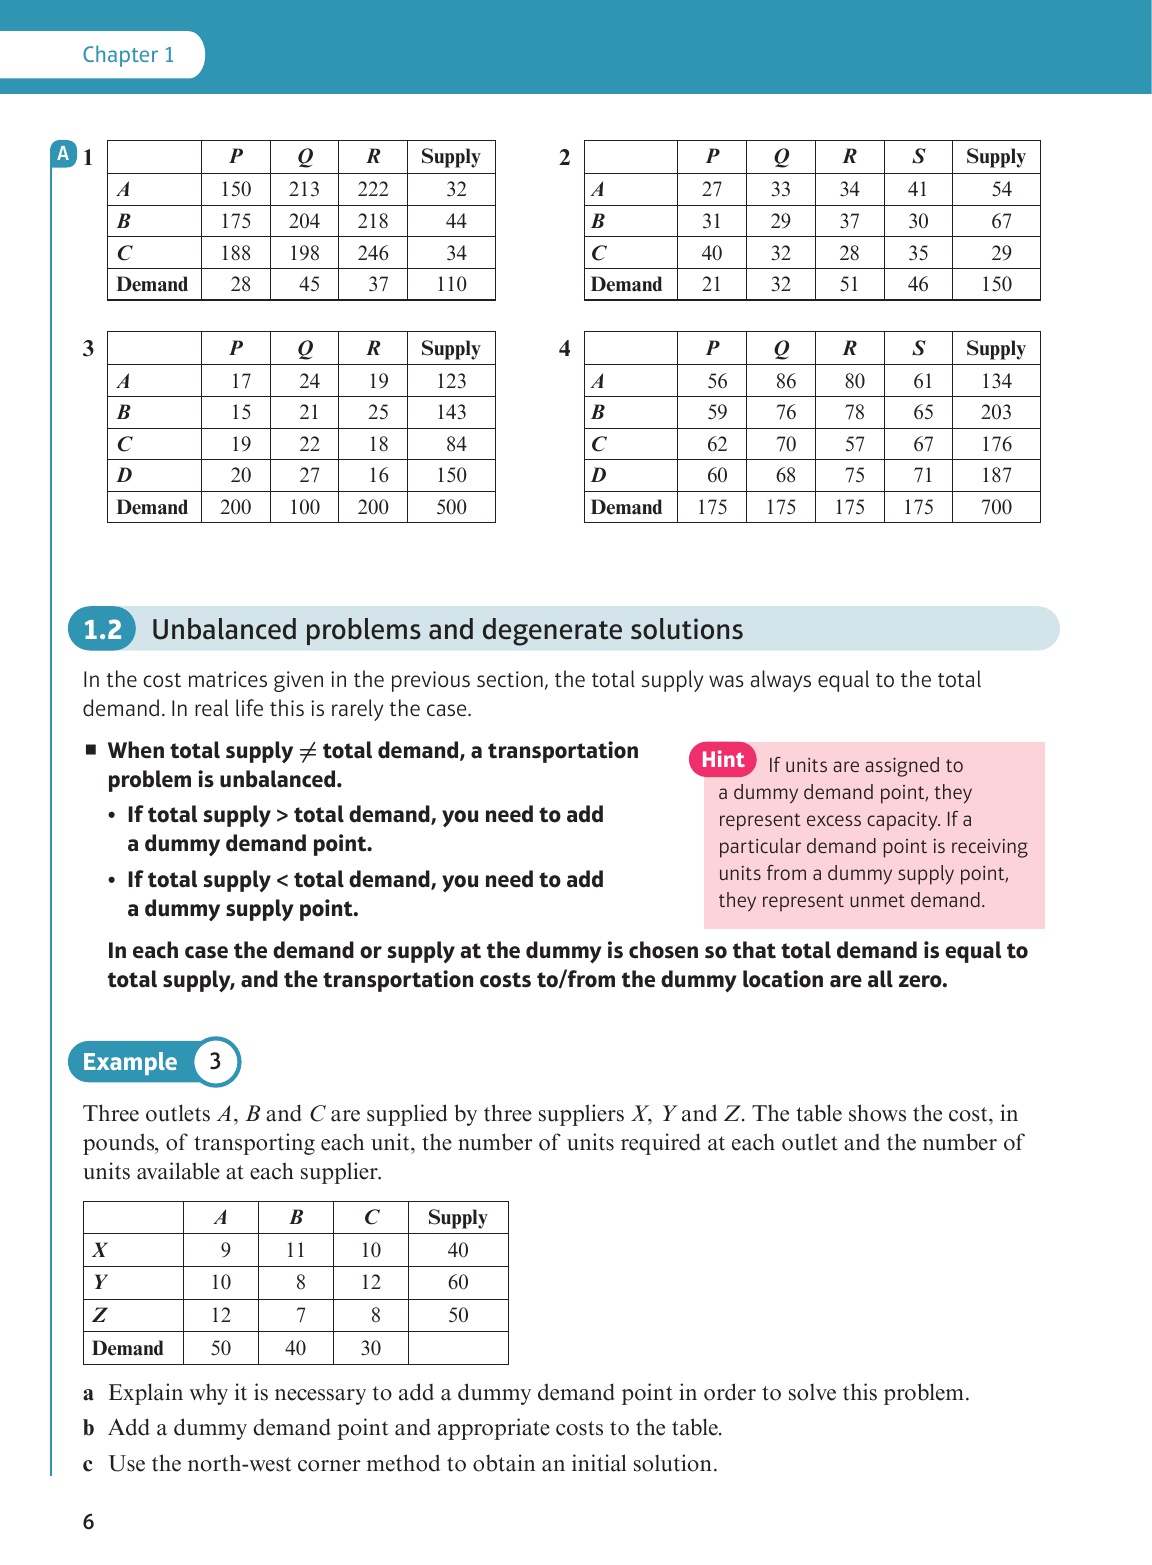 Chapter 1
A
1
P Q R Supply
A 150 213 222 32
B 175 204 218 44
C 188 198 246 34
Demand 28 45 37 110
2
P Q R S Supply
A 27 33 34 41 54
B 31 29 37 30 67
C 40 32 28 35 29
Demand 21 32 51 46 150
3
P Q R Supply
A 17 24 19 123
B 15 21 25 143
C 19 22 18 84
D 20 27 16 150
Demand 200 100 200 500
4
P Q R S Supply
A 56 86 80 61 134
B 59 76 78 65 203
C 62 70 57 67 176
D 60 68 75 71 187
Demand 175 175 175 175 700
1.2 Unbalanced problems and degenerate solutions
In the cost matrices given in the previous section, the total supply was always equal to the total
demand. In real life this is rarely the case.
■ When total supply ≠ total demand, a transportation
problem is unbalanced.
• If total supply > total demand, you need to add
a dummy demand point.
• If total supply < total demand, you need to add
a dummy supply point.
Hint If units are assigned to
a dummy demand point, they
represent excess capacity. If a
particular demand point is receiving
units from a dummy supply point,
they represent unmet demand.
In each case the demand or supply at the dummy is chosen so that total demand is equal to
total supply, and the transportation costs to/from the dummy location are all zero.
Example 3
Three outlets A, B and C are supplied by three suppliers X, Y and Z. The table shows the cost, in
pounds, of transporting each unit, the number of units required at each outlet and the number of
units available at each supplier.
A B C Supply
X 9 11 10 40
Y 10 8 12 60
Z 12 7 8 50
Demand 50 40 30
a Explain why it is necessary to add a dummy demand point in order to solve this problem.
b Add a dummy demand point and appropriate costs to the table.
c Use the north-west corner method to obtain an initial solution.
6